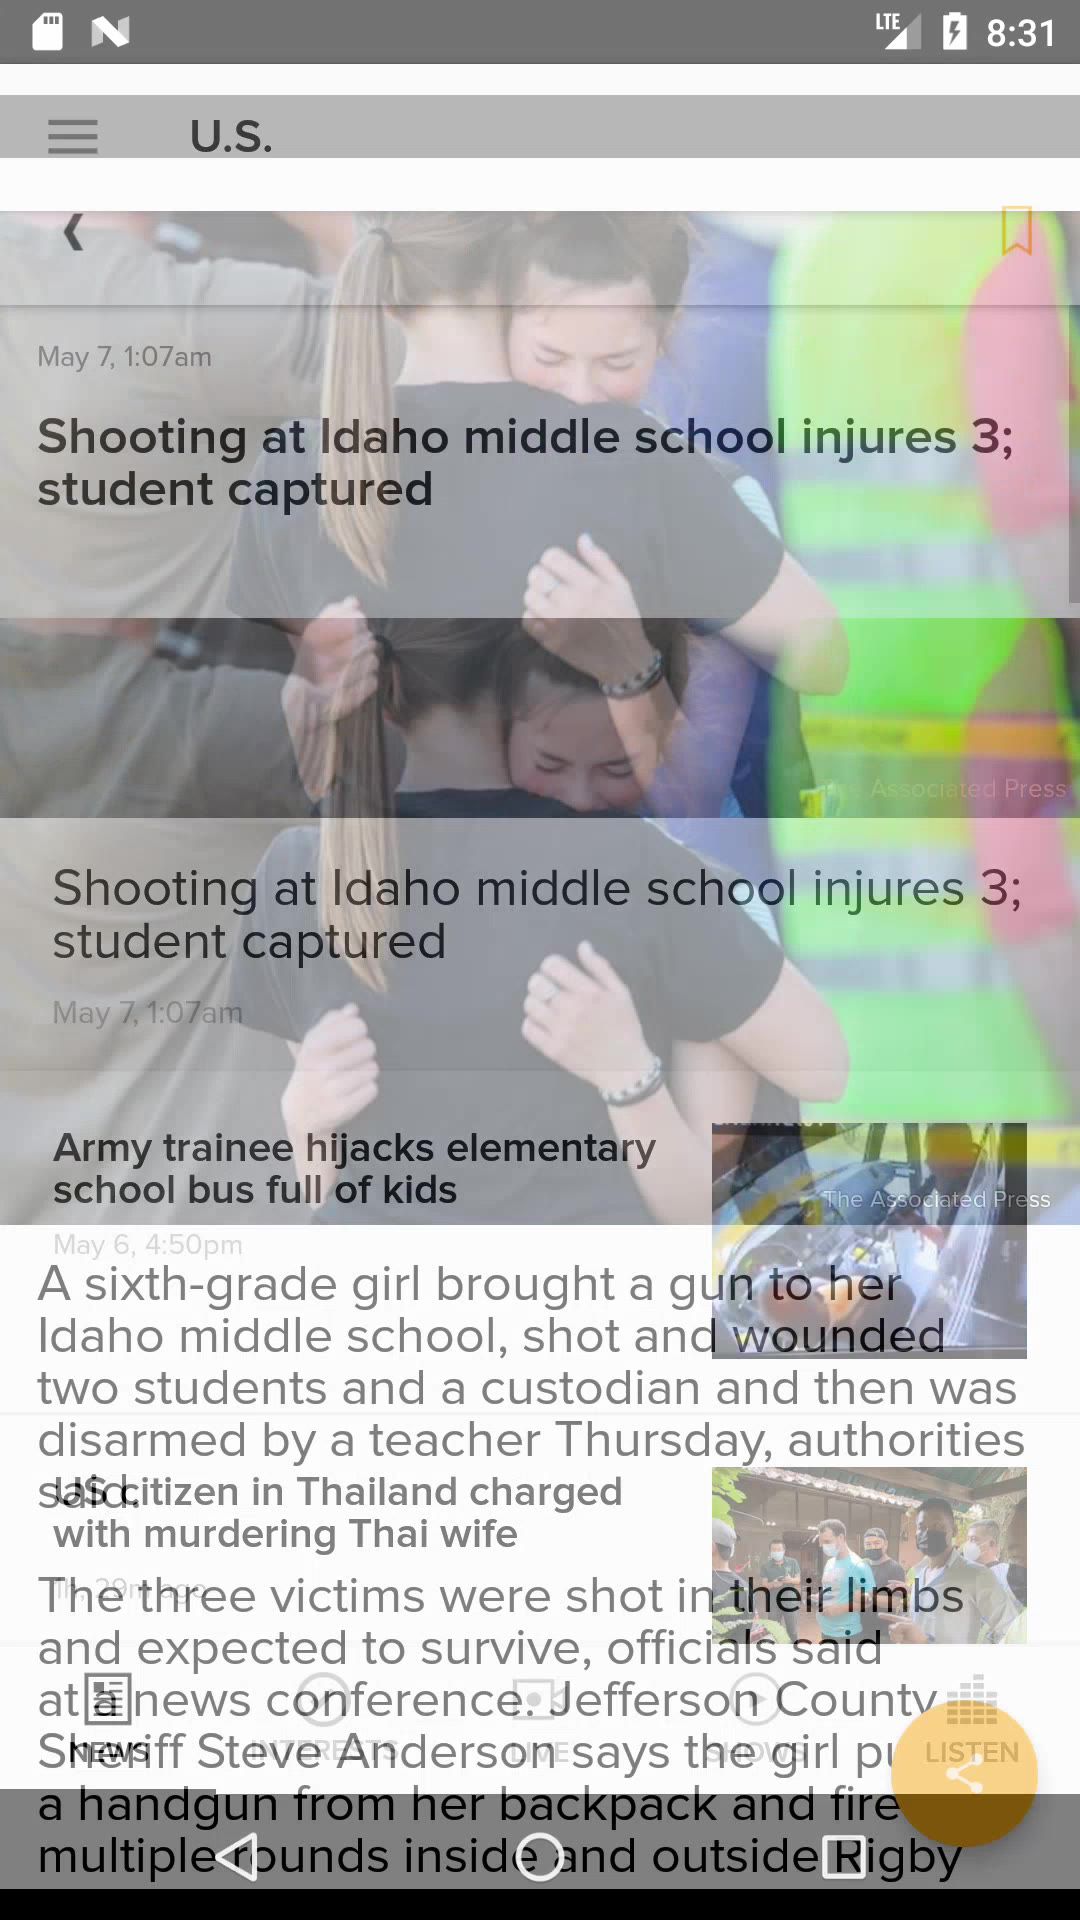 LTE
8:31
U.S.
May 7, 1:07am
Shooting at Idaho middle school injures 3;
student captured
The Associated Press
Shooting at Idaho middle school injures 3;
student captured
May 7, 1:07am
Army trainee hijacks elementary
school bus full of kids
The Associated Press
May 6, 4:50pm
A sixth-grade girl brought a gun to her
Idaho middle school, shot and wounded
two students and a custodian and then was
disarmed by a teacher Thursday, authorities
said.
US citizen in Thailand charged
with murdering Thai wife
29m ago
The three victims were shot in their limbs
and expected to survive, officials said
at a news conference. Jefferson County
Sheriff Steve Anderson says the girl
NEWS
INTERESTS
LIVE
SHOWS
LISTEN
a handgun from her backpack and fire
multiple rounds inside and outside Rigby